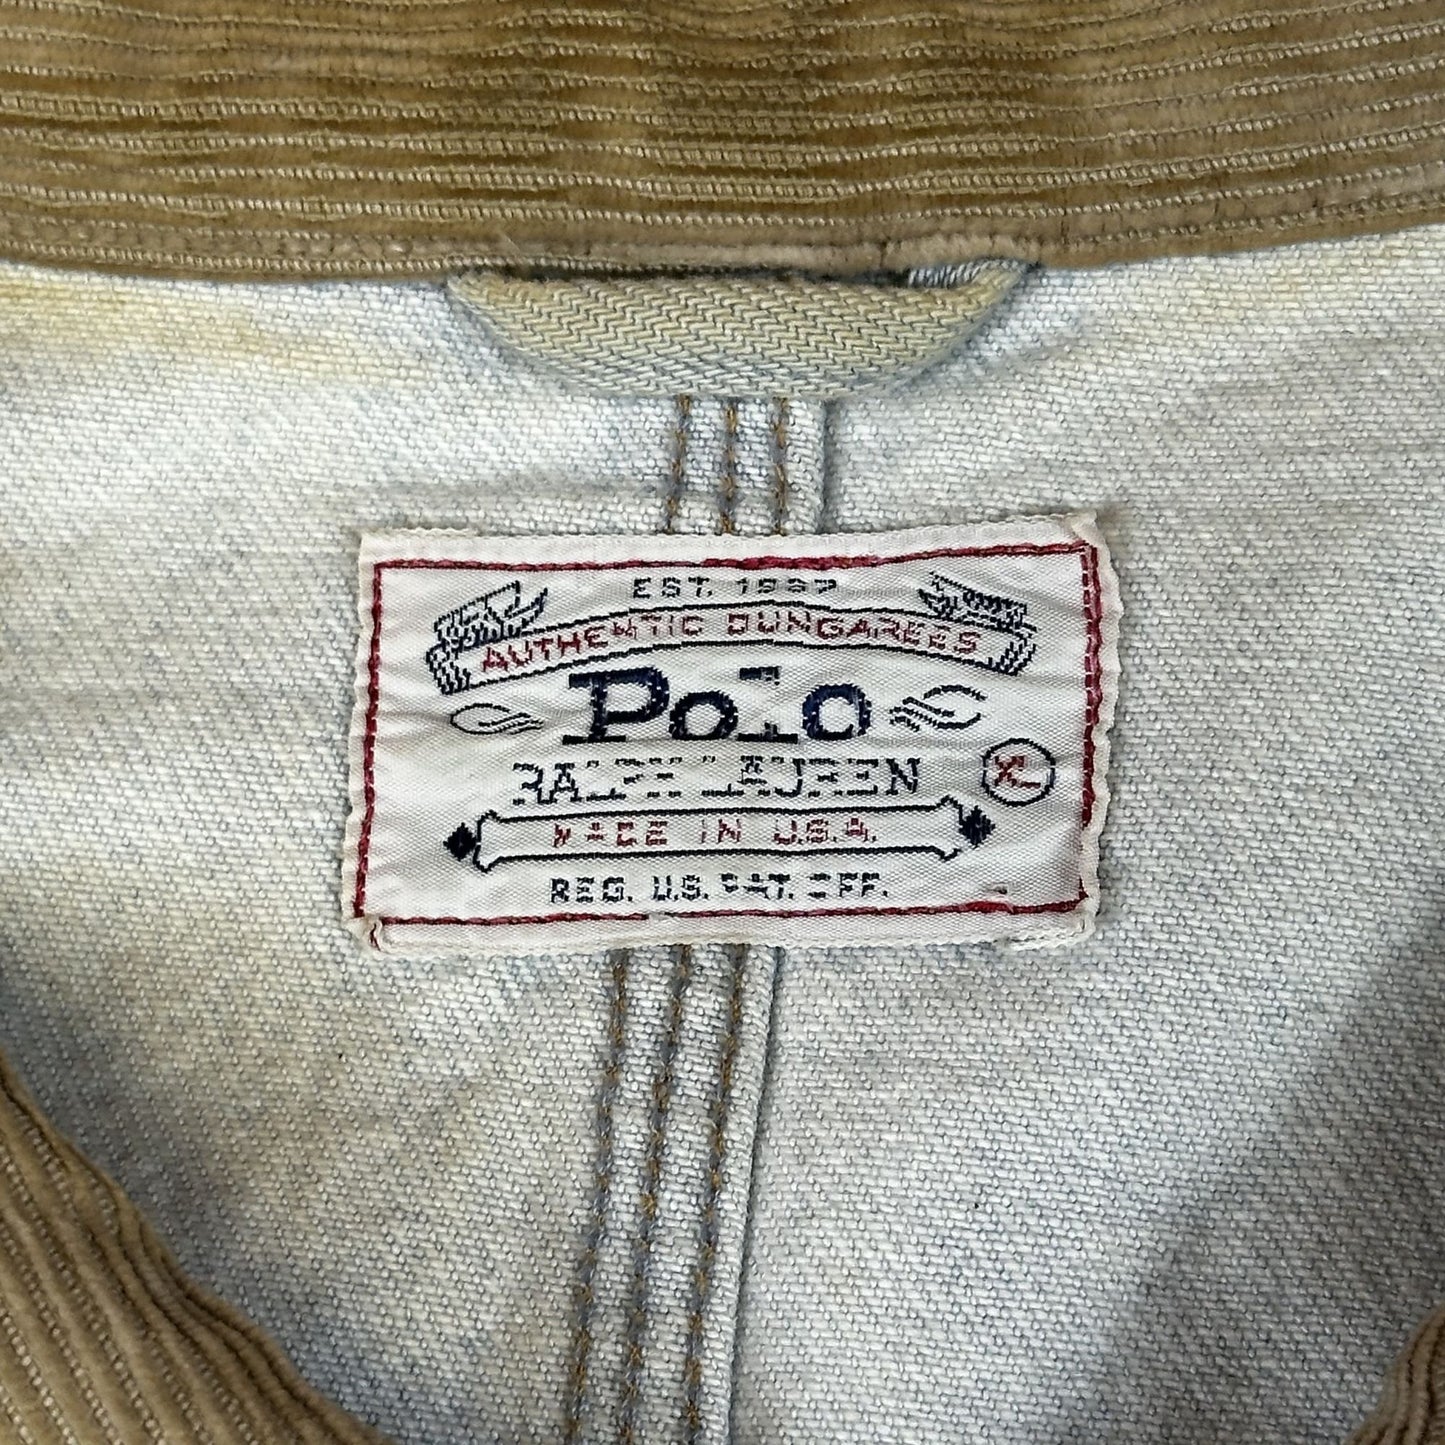 EST. 1967
AUTHENTIC DUNGAREES
Polo
RALPH LAUREN
XL
MADE IN U.S.A.
REG. U.S. PAT. OFF.